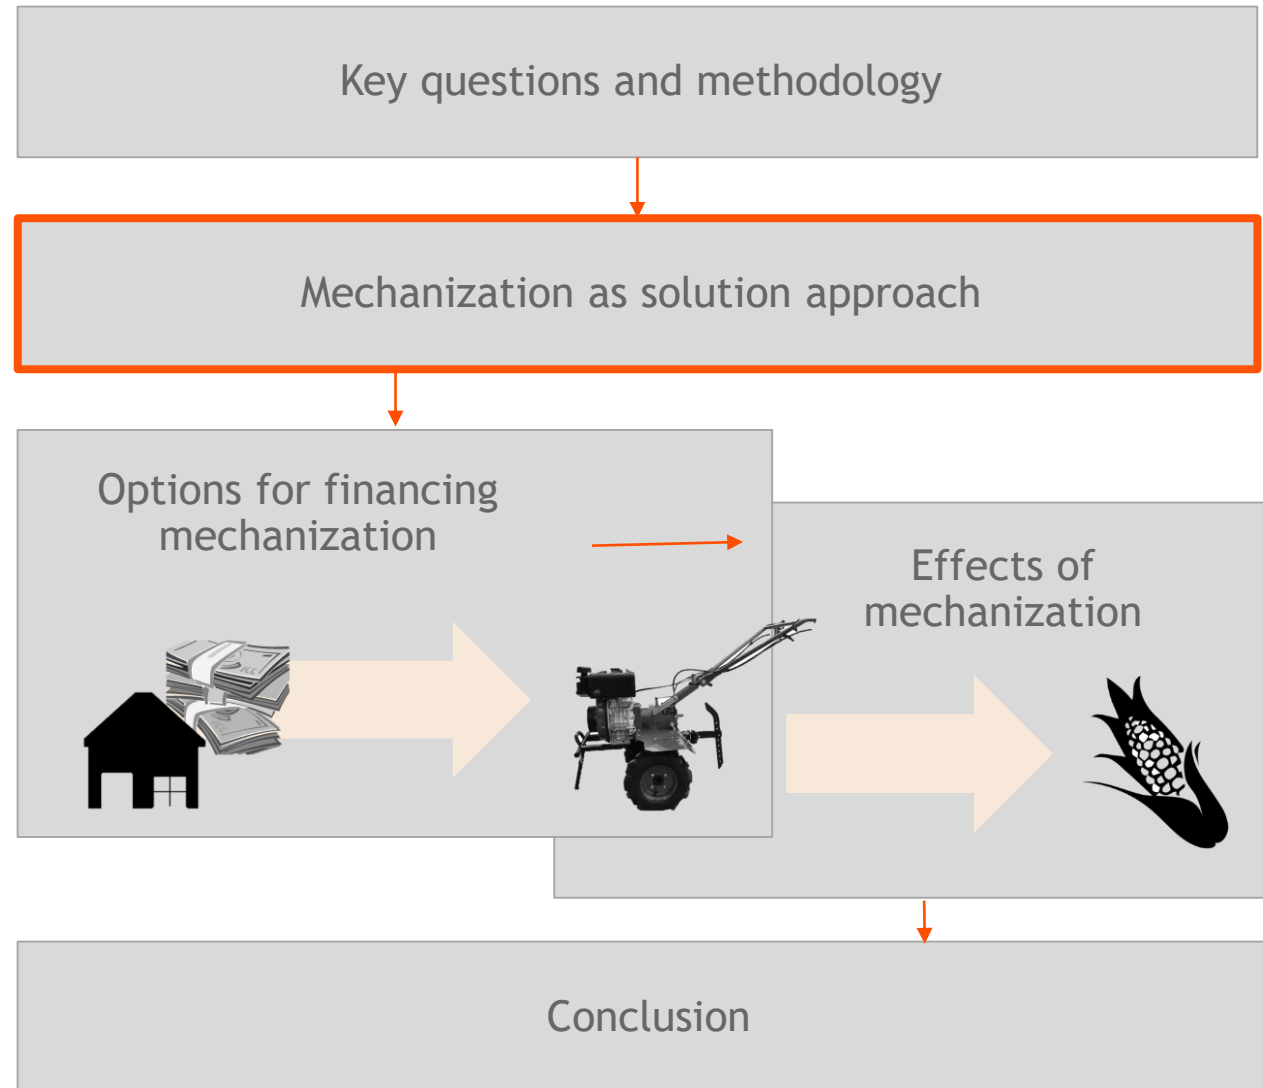 Key questions and methodology
Mechanization as solution approach
Options for financing
mechanization
Effects of
mechanization
Conclusion